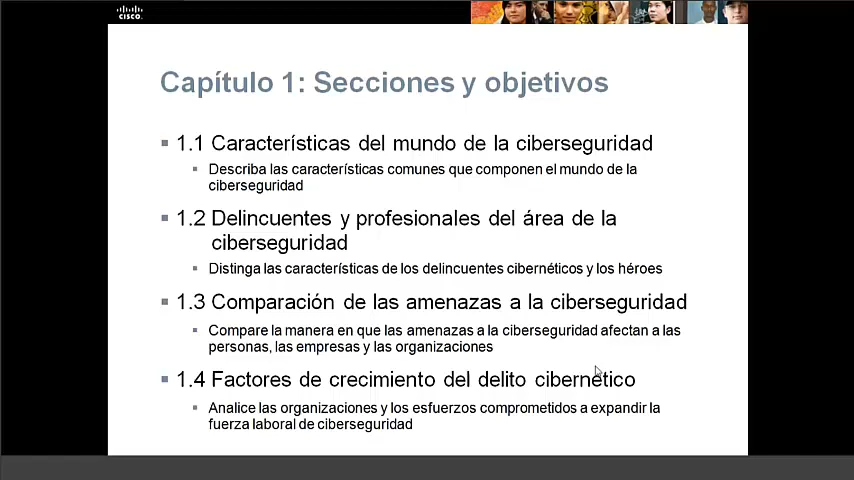 CISCO
Capítulo 1: Secciones y objetivos
1.1 Características del mundo de la ciberseguridad
Describa las características comunes que componen el mundo de la
ciberseguridad
1.2 Delincuentes y profesionales del área de la
ciberseguridad
Distinga las características de los delincuentes cibernéticos y los héroes
1.3 Comparación de las amenazas a la ciberseguridad
Compare la manera en que las amenazas a la ciberseguridad afectan a las
personas, las empresas y las organizaciones
1.4 Factores de crecimiento del delito cibernético
Analice las organizaciones y los esfuerzos comprometidos a expandir la
fuerza laboral de ciberseguridad